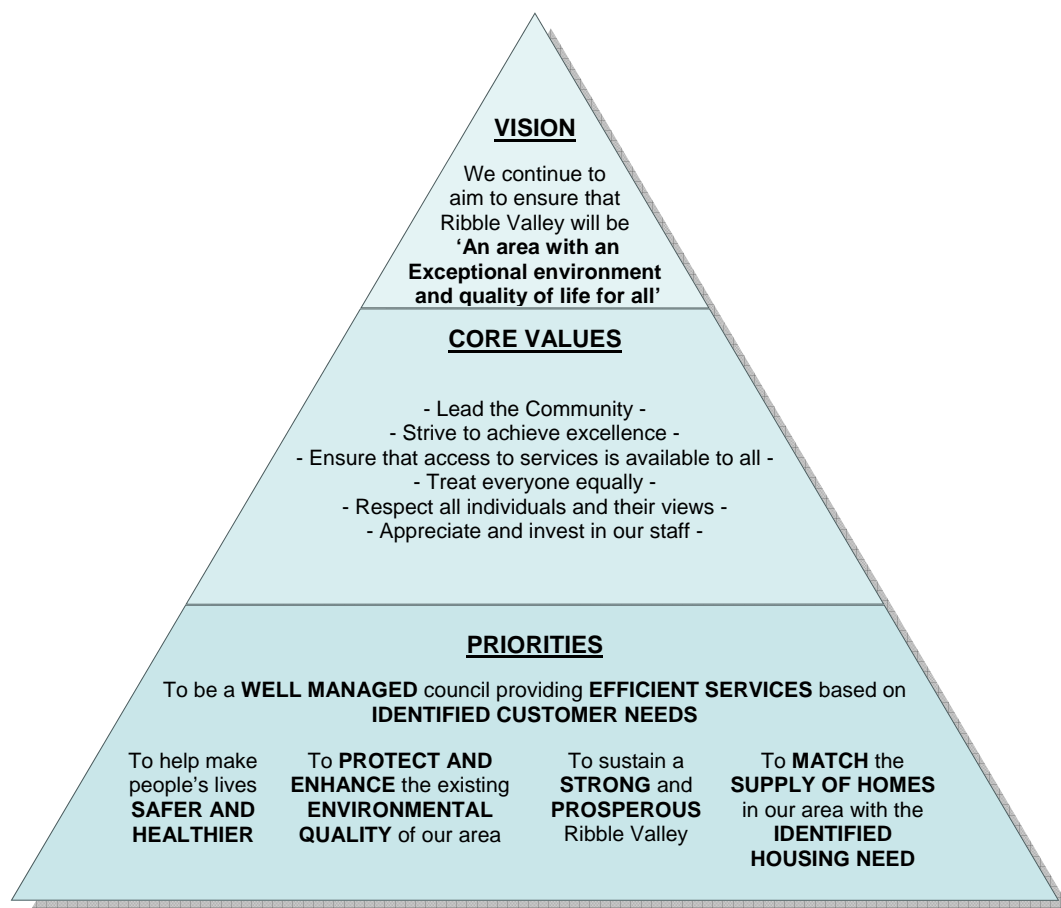 VISION
We continue to
aim to ensure that
Ribble Valley will be
‘An area with an
Exceptional environment
and quality of life for all’
CORE VALUES
- Lead the Community -
- Strive to achieve excellence -
- Ensure that access to services is available to all -
- Treat everyone equally -
- Respect all individuals and their views -
- Appreciate and invest in our staff -
PRIORITIES
To be a WELL MANAGED council providing EFFICIENT SERVICES based on
IDENTIFIED CUSTOMER NEEDS
To help make
people’s lives
SAFER AND
HEALTHIER
To PROTECT AND
ENHANCE the existing
ENVIRONMENTAL
QUALITY of our area
To sustain a
STRONG and
PROSPEROUS
Ribble Valley
To MATCH the
SUPPLY OF HOMES
in our area with the
IDENTIFIED
HOUSING NEED